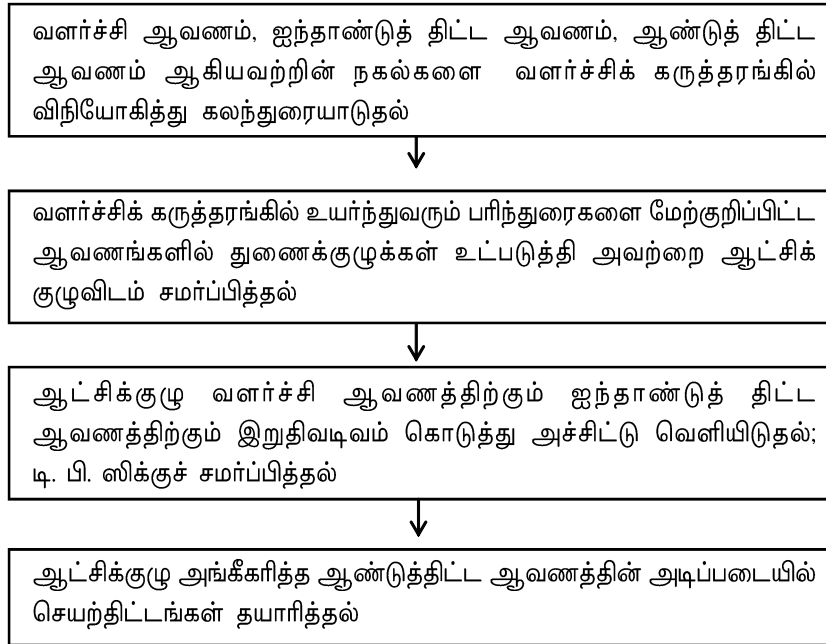 வளர்ச்சி ஆவணம், ஐந்தாண்டுத் திட்ட ஆவணம், ஆண்டுத் திட்ட
ஆவணம் ஆகியவற்றின் நகல்களை வளர்ச்சிக் கருத்தரங்கில்
விநியோகித்து கலந்துரையாடுதல்
வளர்ச்சிக் கருத்தரங்கில் உயர்ந்துவரும் பரிந்துரைகளை மேற்குறிப்பிட்ட
ஆவணங்களில் துணைக்குழுக்கள் உட்படுத்தி அவற்றை ஆட்சிக்
குழுவிடம் சமர்ப்பித்தல்
ஆட்சிக்குழு வளர்ச்சி ஆவணத்திற்கும் ஐந்தாண்டுத் திட்ட
ஆவணத்திற்கும் இறுதிவடிவம் கொடுத்து அச்சிட்டு வெளியிடுதல்;
டி. பி. ஸிக்குச் சமர்ப்பித்தல்
ஆட்சிக்குழு அங்கீகரித்த ஆண்டுத்திட்ட ஆவணத்தின் அடிப்படையில்
செயற்திட்டங்கள் தயாரித்தல்